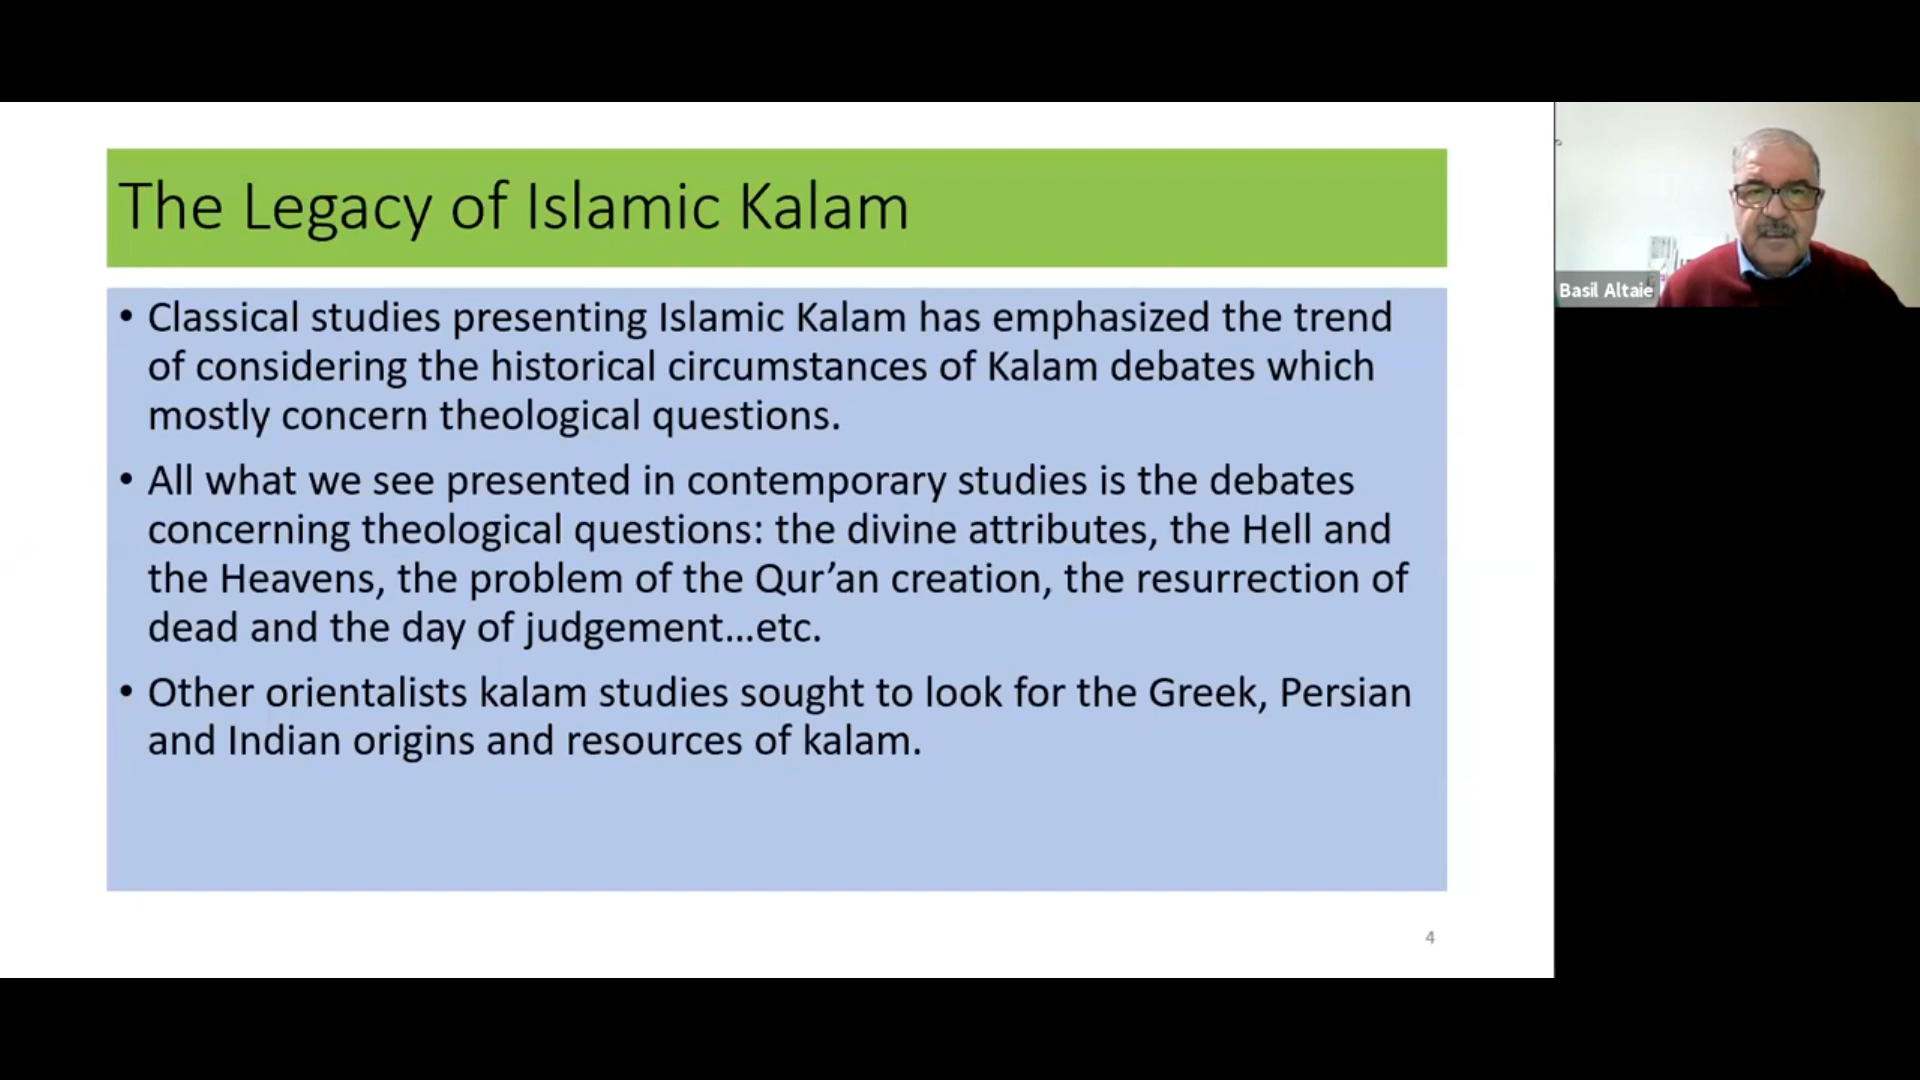 The Legacy of Islamic Kalam
• Classical studies presenting Islamic Kalam has emphasized the trend
of considering the historical circumstances of Kalam debates which
mostly concern theological questions.
• All what we see presented in contemporary studies is the debates
concerning theological questions: the divine attributes, the Hell and
the Heavens, the problem of the Qur’an creation, the resurrection of
dead and the day of judgement...etc.
• Other orientalists kalam studies sought to look for the Greek, Persian
and Indian origins and resources of kalam.
4
Basil Altaie